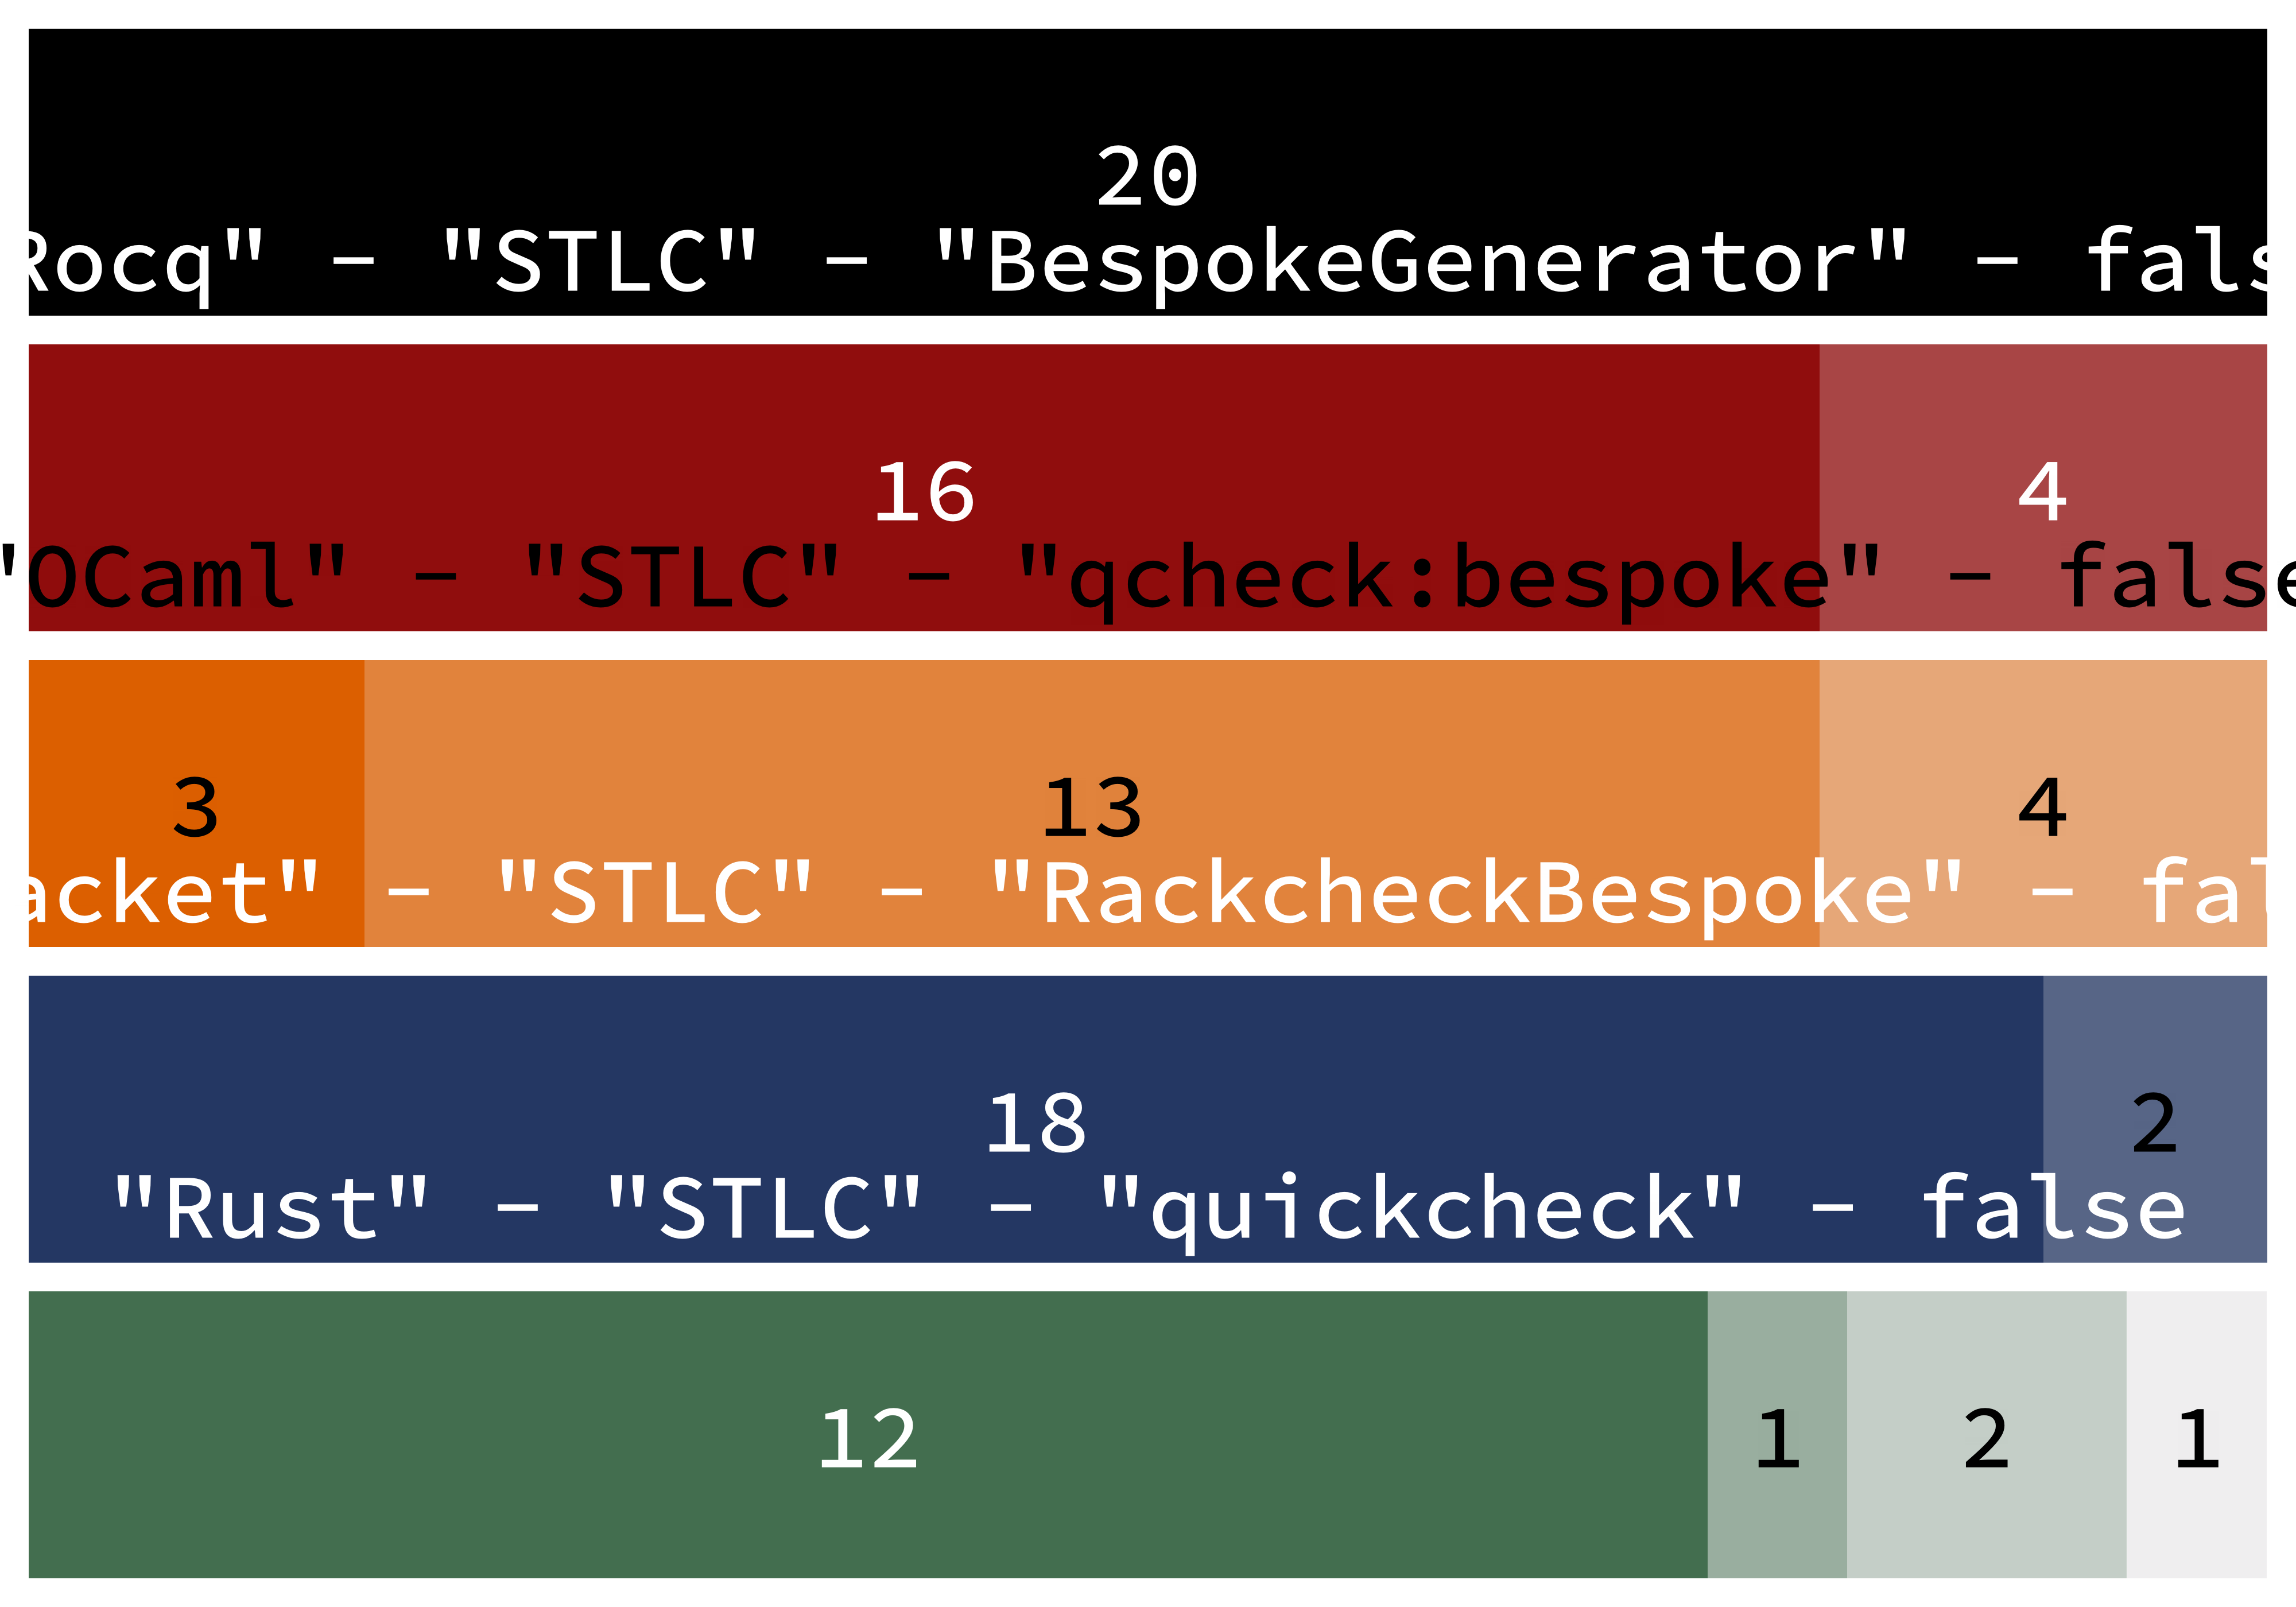 20
Rocq" - "STLC" - "BespokeGenerator" - fals
16 4
"OCaml" - "STLC" - "qcheck:bespoke" - false
3 13 4
acket" - "STLC" - "RackcheckBespoke" - fal
18 2
"Rust" - "STLC" - "quickcheck" - false
12 1 2 1